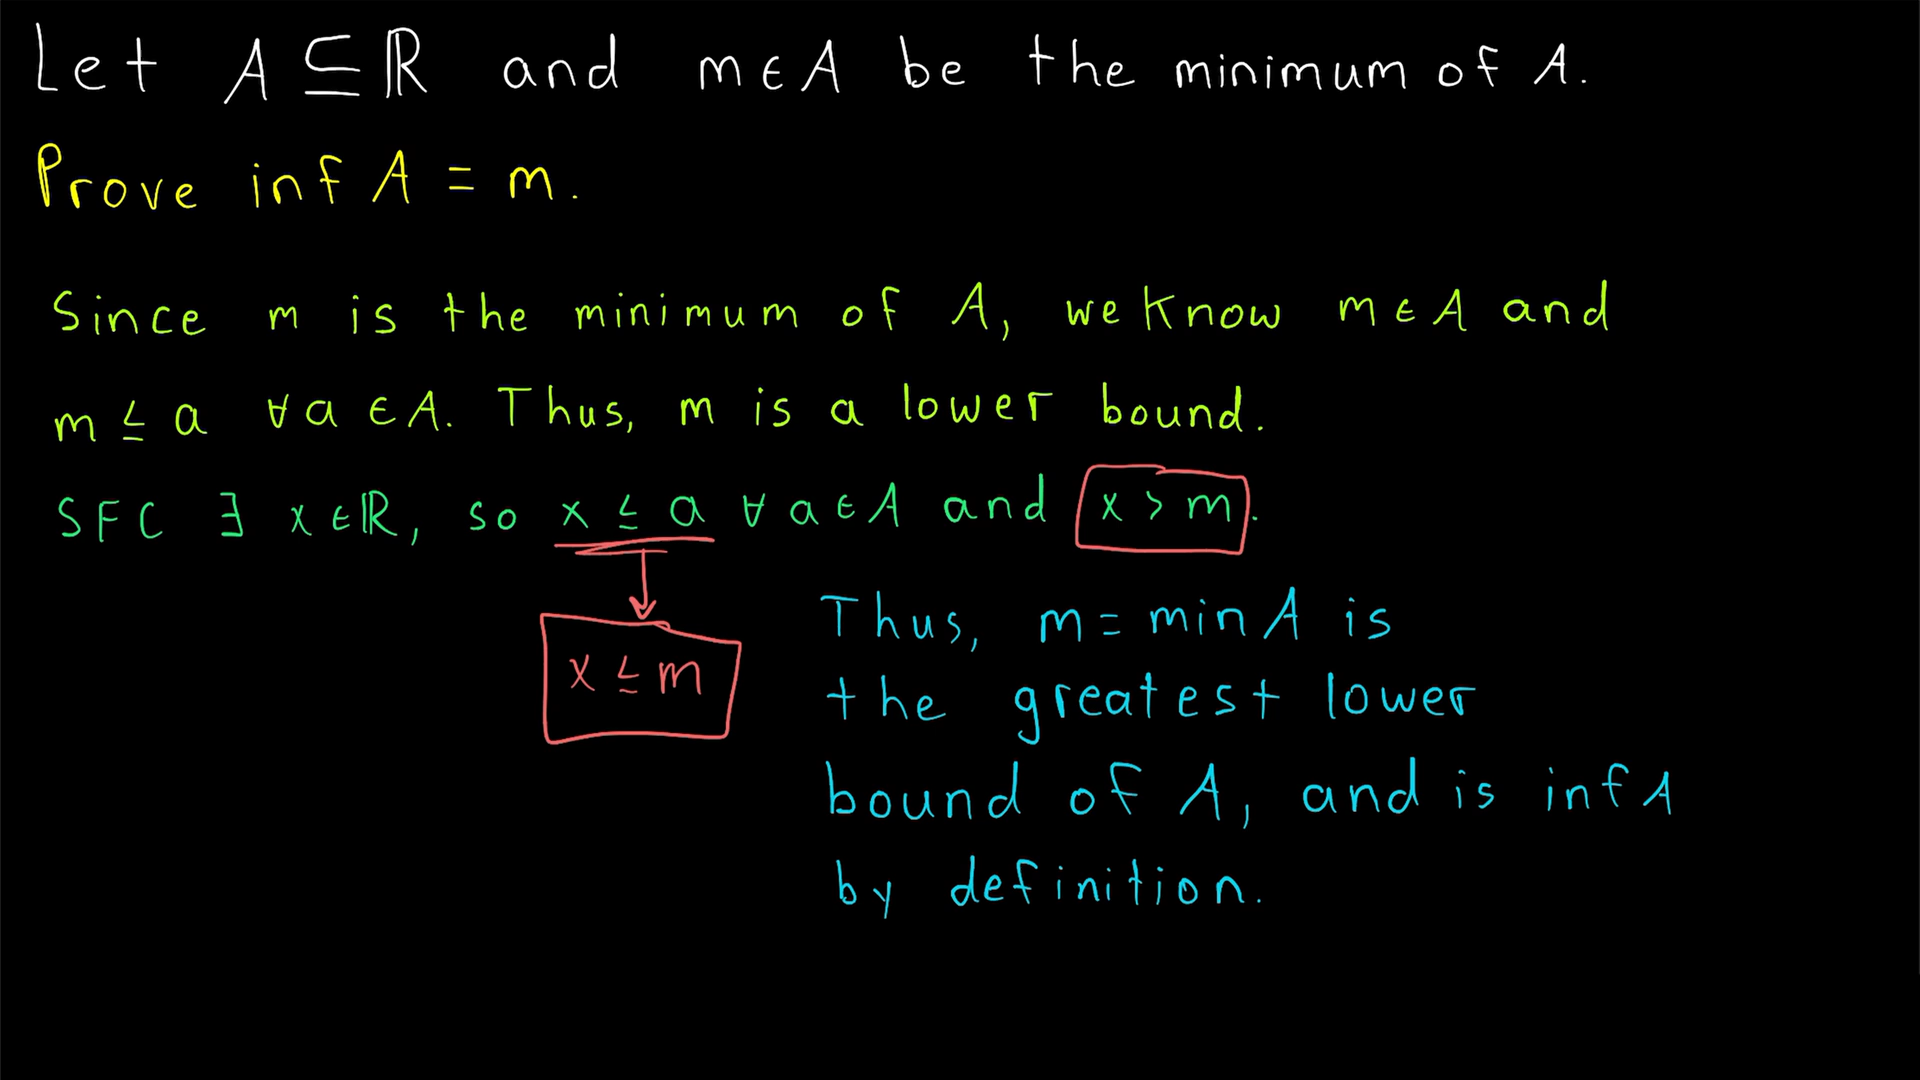 Let A ⊆ ℝ and m ∈ A be the minimum of A.
Prove inf A = m.
Since m is the minimum of A, we know m ∈ A and
m ≤ a ∀ a ∈ A. Thus, m is a lower bound.
SFC ∃ x ∈ ℝ, so x ≤ a ∀ a ∈ A and x > m.
x ≤ m
Thus, m = min A is
the greatest lower
bound of A, and is inf A
by definition.